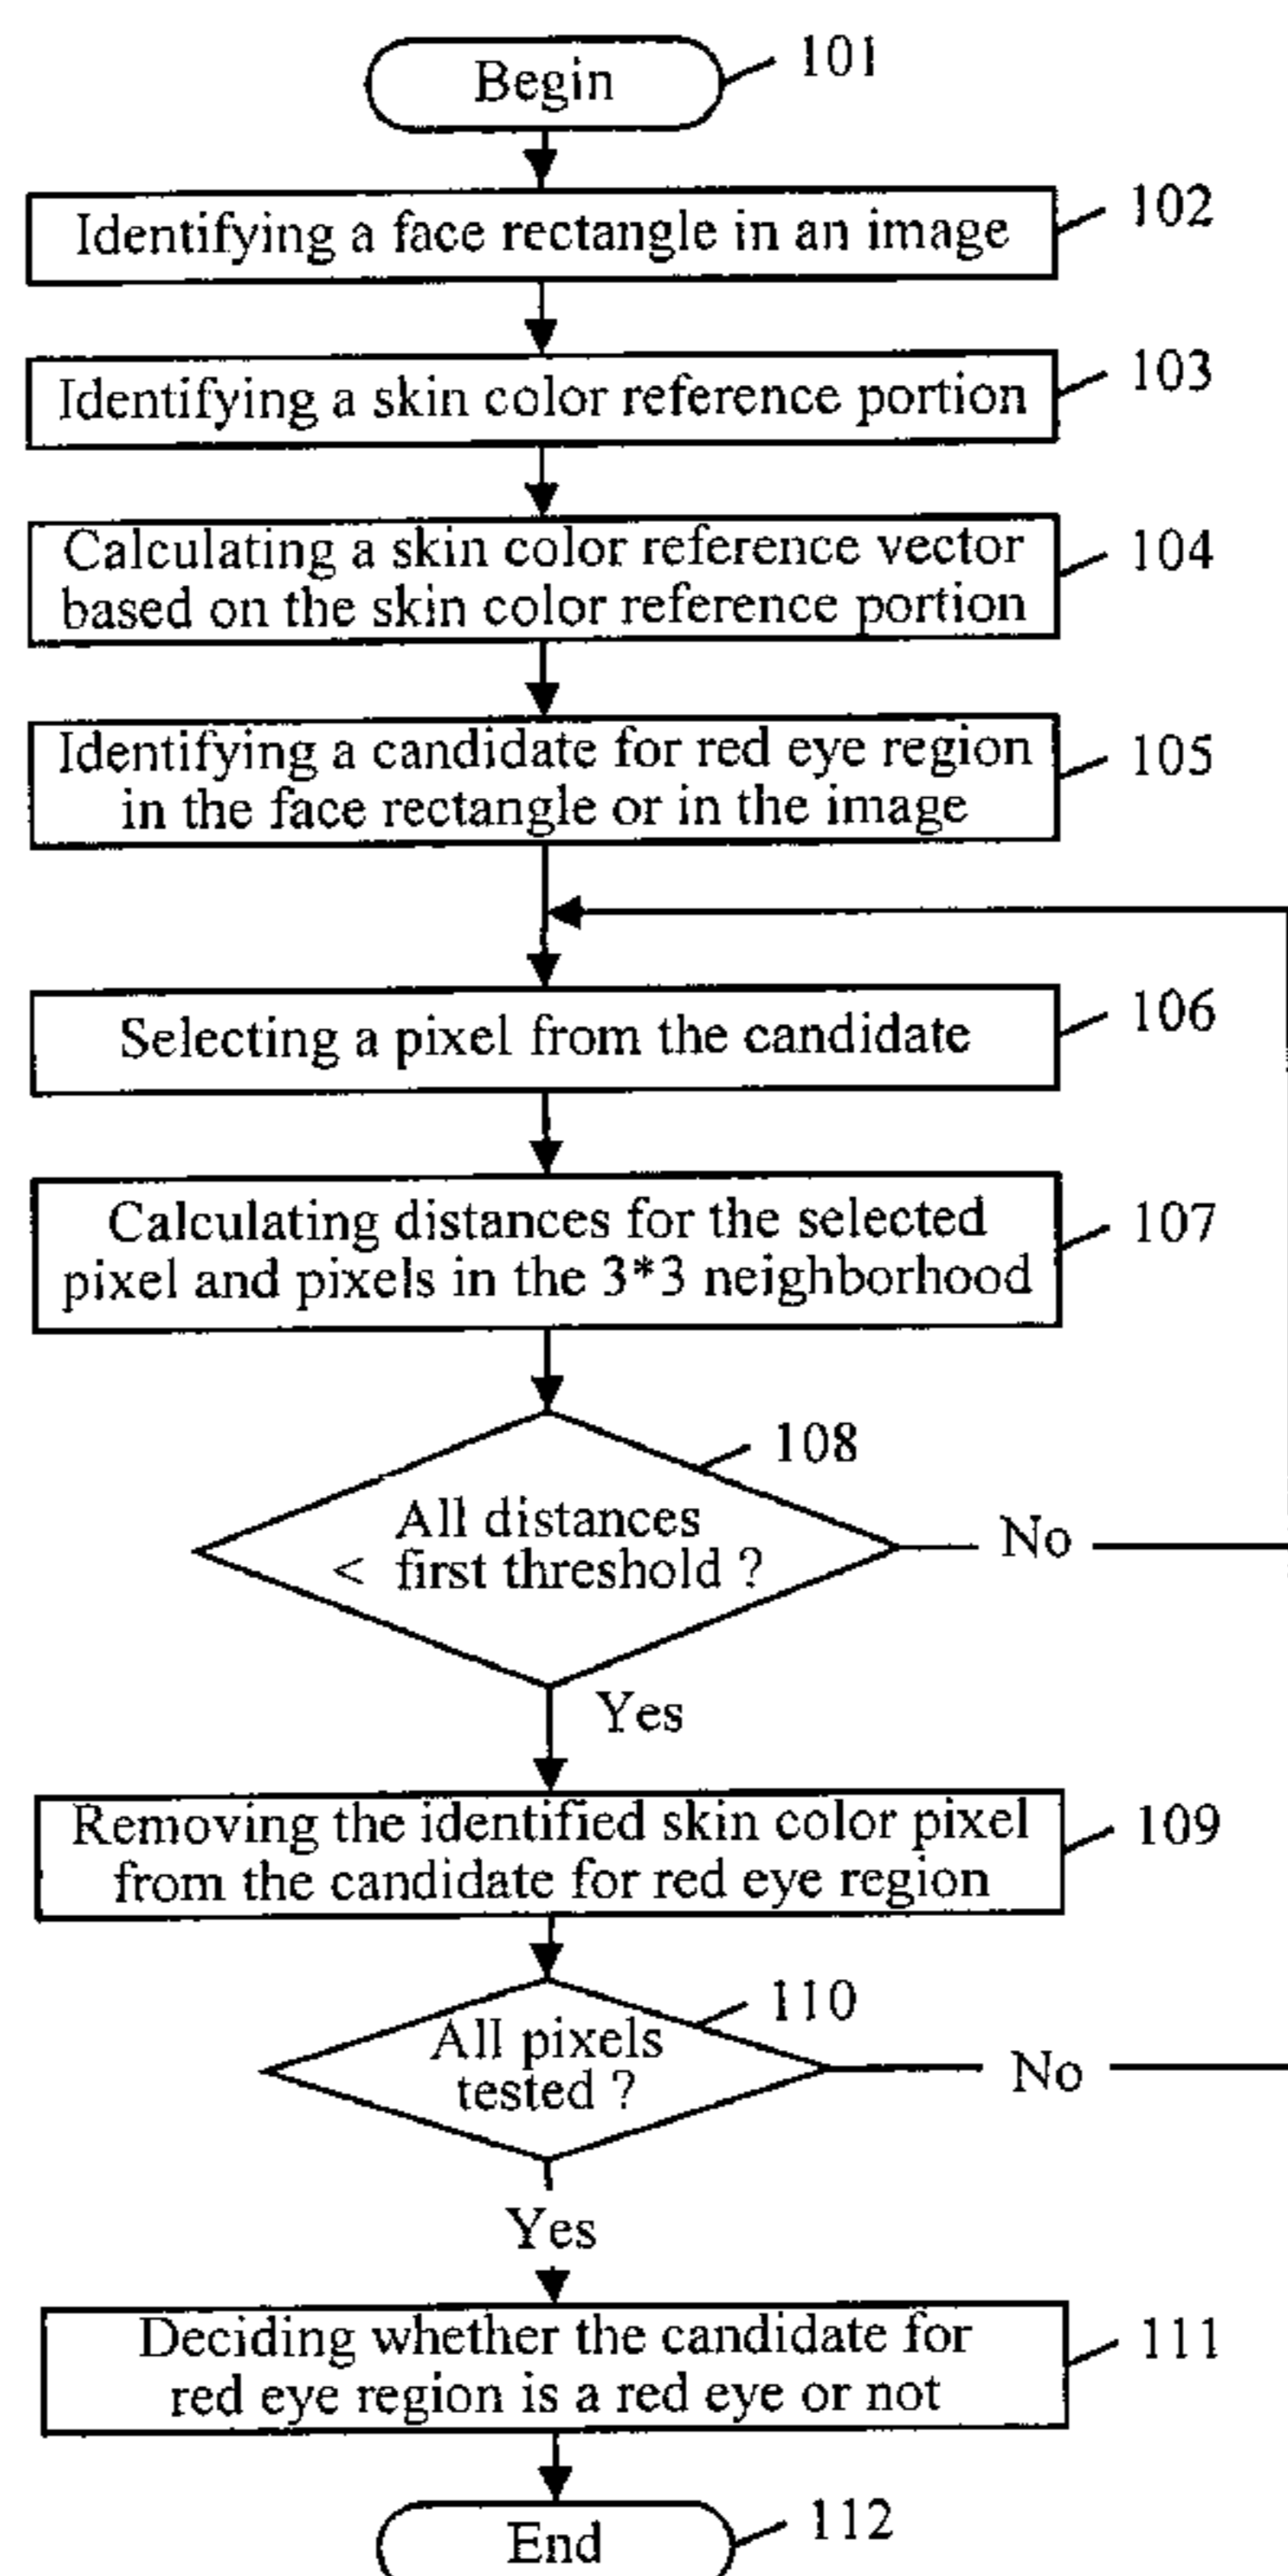 Begin
101
Identifying a face rectangle in an image
102
Identifying a skin color reference portion
103
Calculating a skin color reference vector
based on the skin color reference portion
104
Identifying a candidate for red eye region
in the face rectangle or in the image
105
Selecting a pixel from the candidate
106
Calculating distances for the selected
pixel and pixels in the 3*3 neighborhood
107
108
All distances
< first threshold ?
No
Yes
Removing the identified skin color pixel
from the candidate for red eye region
109
110
All pixels
tested ?
No
Yes
Deciding whether the candidate for
red eye region is a red eye or not
111
End
112